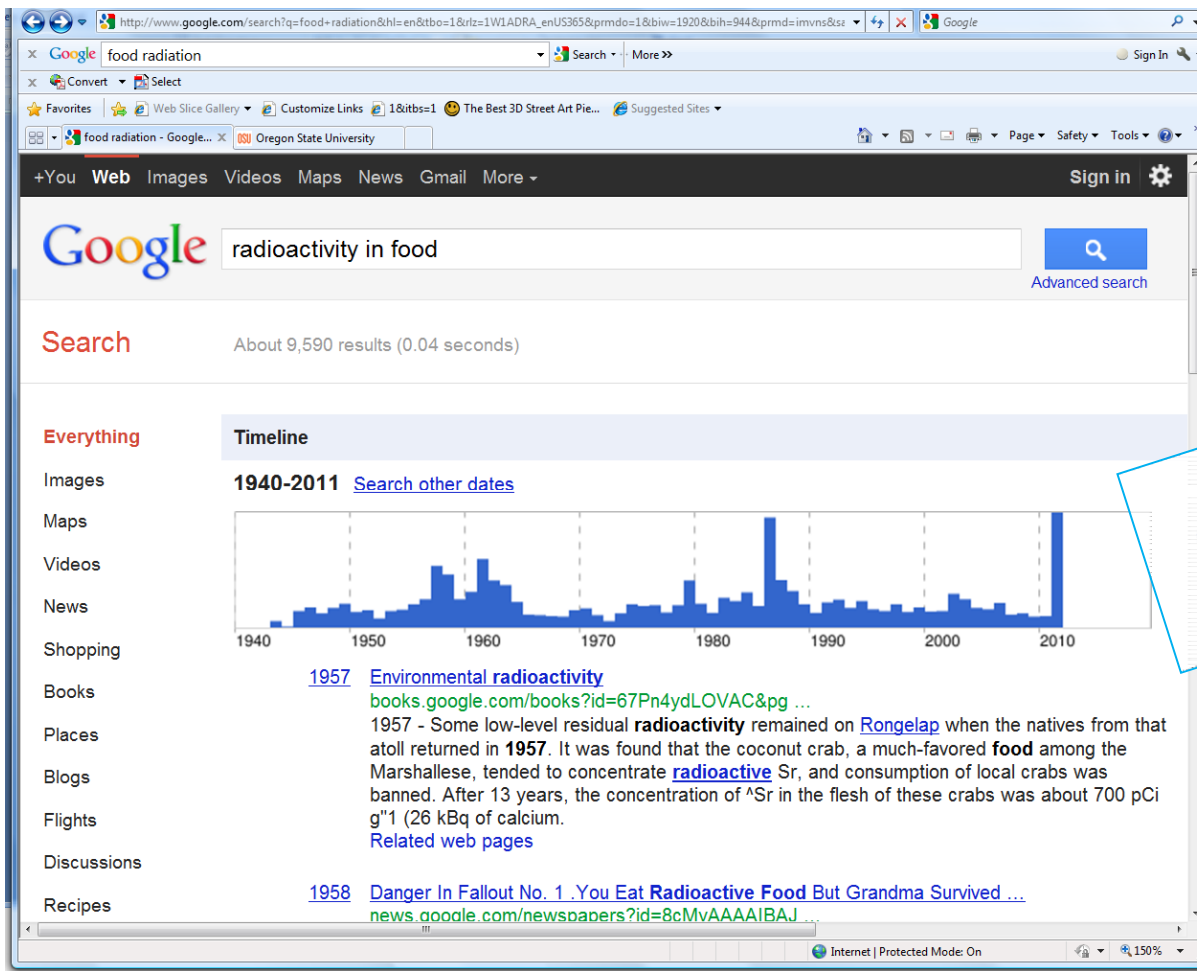 http://www.google.com/search?q=food+radiation&hl=en&tbo=1&rlz=1W1ADRA_enUS365&prmdo=1&biw=1920&bih=944&prmd=imvns&sa
Google
x Google food radiation Search More >> Sign In
x Convert Select
Favorites Web Slice Gallery Customize Links 1&itbs=1 The Best 3D Street Art Pie... Suggested Sites
food radiation - Google... X OSU Oregon State University Page Safety Tools
+You Web Images Videos Maps News Gmail More Sign in
Google radioactivity in food
Advanced search
Search About 9,590 results (0.04 seconds)
Everything
Images
Maps
Videos
News
Shopping
Books
Places
Blogs
Flights
Discussions
Recipes
Timeline
1940-2011 Search other dates
1940 1950 1960 1970 1980 1990 2000 2010
1957 Environmental radioactivity
books.google.com/books?id=67Pn4ydLOVAC&pg ...
1957 - Some low-level residual radioactivity remained on Rongelap when the natives from that
atoll returned in 1957. It was found that the coconut crab, a much-favored food among the
Marshallese, tended to concentrate radioactive Sr, and consumption of local crabs was
banned. After 13 years, the concentration of ^Sr in the flesh of these crabs was about 700 pCi
g"1 (26 kBq of calcium.
Related web pages
1958 Danger In Fallout No. 1 .You Eat Radioactive Food But Grandma Survived ...
news.google.com/newspapers?id=8cMyAAAAIBAJ ...
Internet | Protected Mode: On 150%